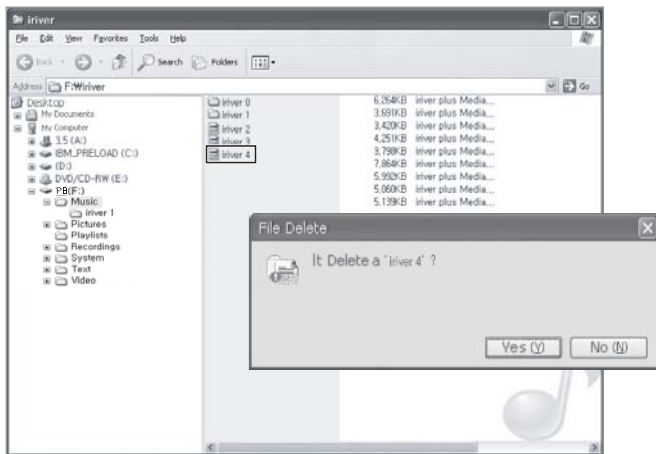 iriver
File Edit View Favorites Tools Help
Back Search Folders
Address F:₩iriver Go
Desktop
My Documents
My Computer
3.5 (A:)
IBM_PRELOAD (C:)
(D:)
DVD/CD-RW (E:)
PB(F:)
Music
iriver 1
Pictures
Playlists
Recordings
System
Text
Video
iriver 0
iriver 1
iriver 2
iriver 3
iriver 4
6,264KB iriver plus Media...
3,691KB iriver plus Media...
3,420KB iriver plus Media...
4,251KB iriver plus Media...
3,798KB iriver plus Media...
7,864KB iriver plus Media...
5,992KB iriver plus Media...
5,060KB iriver plus Media...
5,139KB iriver plus Media...
File Delete
It Delete a 'iriver 4' ?
Yes (Y) No (N)